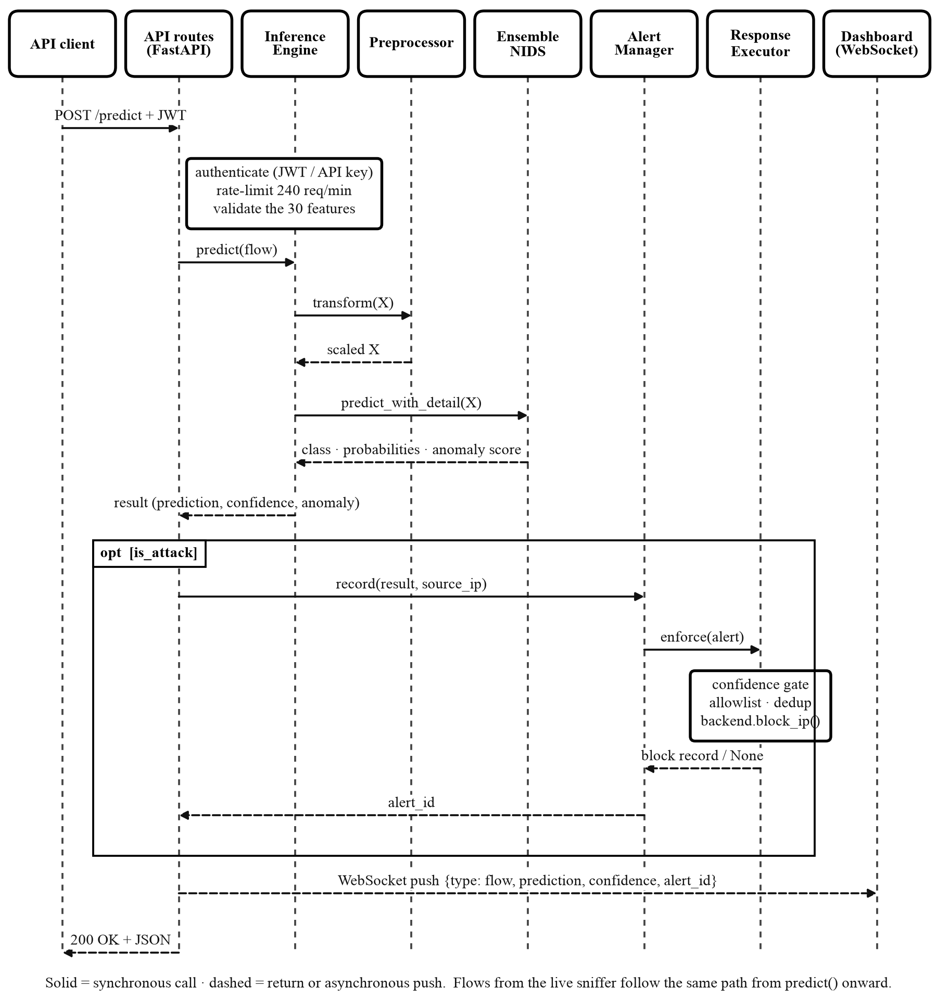 API client
API routes
(FastAPI)
Inference
Engine
Preprocessor
Ensemble
NIDS
Alert
Manager
Response
Executor
Dashboard
(WebSocket)
POST /predict + JWT
authenticate (JWT / API key)
rate-limit 240 req/min
validate the 30 features
predict(flow)
transform(X)
scaled X
predict_with_detail(X)
class · probabilities · anomaly score
result (prediction, confidence, anomaly)
opt [is_attack]
record(result, source_ip)
enforce(alert)
confidence gate
allowlist · dedup
backend.block_ip()
block record / None
alert_id
WebSocket push {type: flow, prediction, confidence, alert_id}
200 OK + JSON
Solid = synchronous call · dashed = return or asynchronous push. Flows from the live sniffer follow the same path from predict() onward.